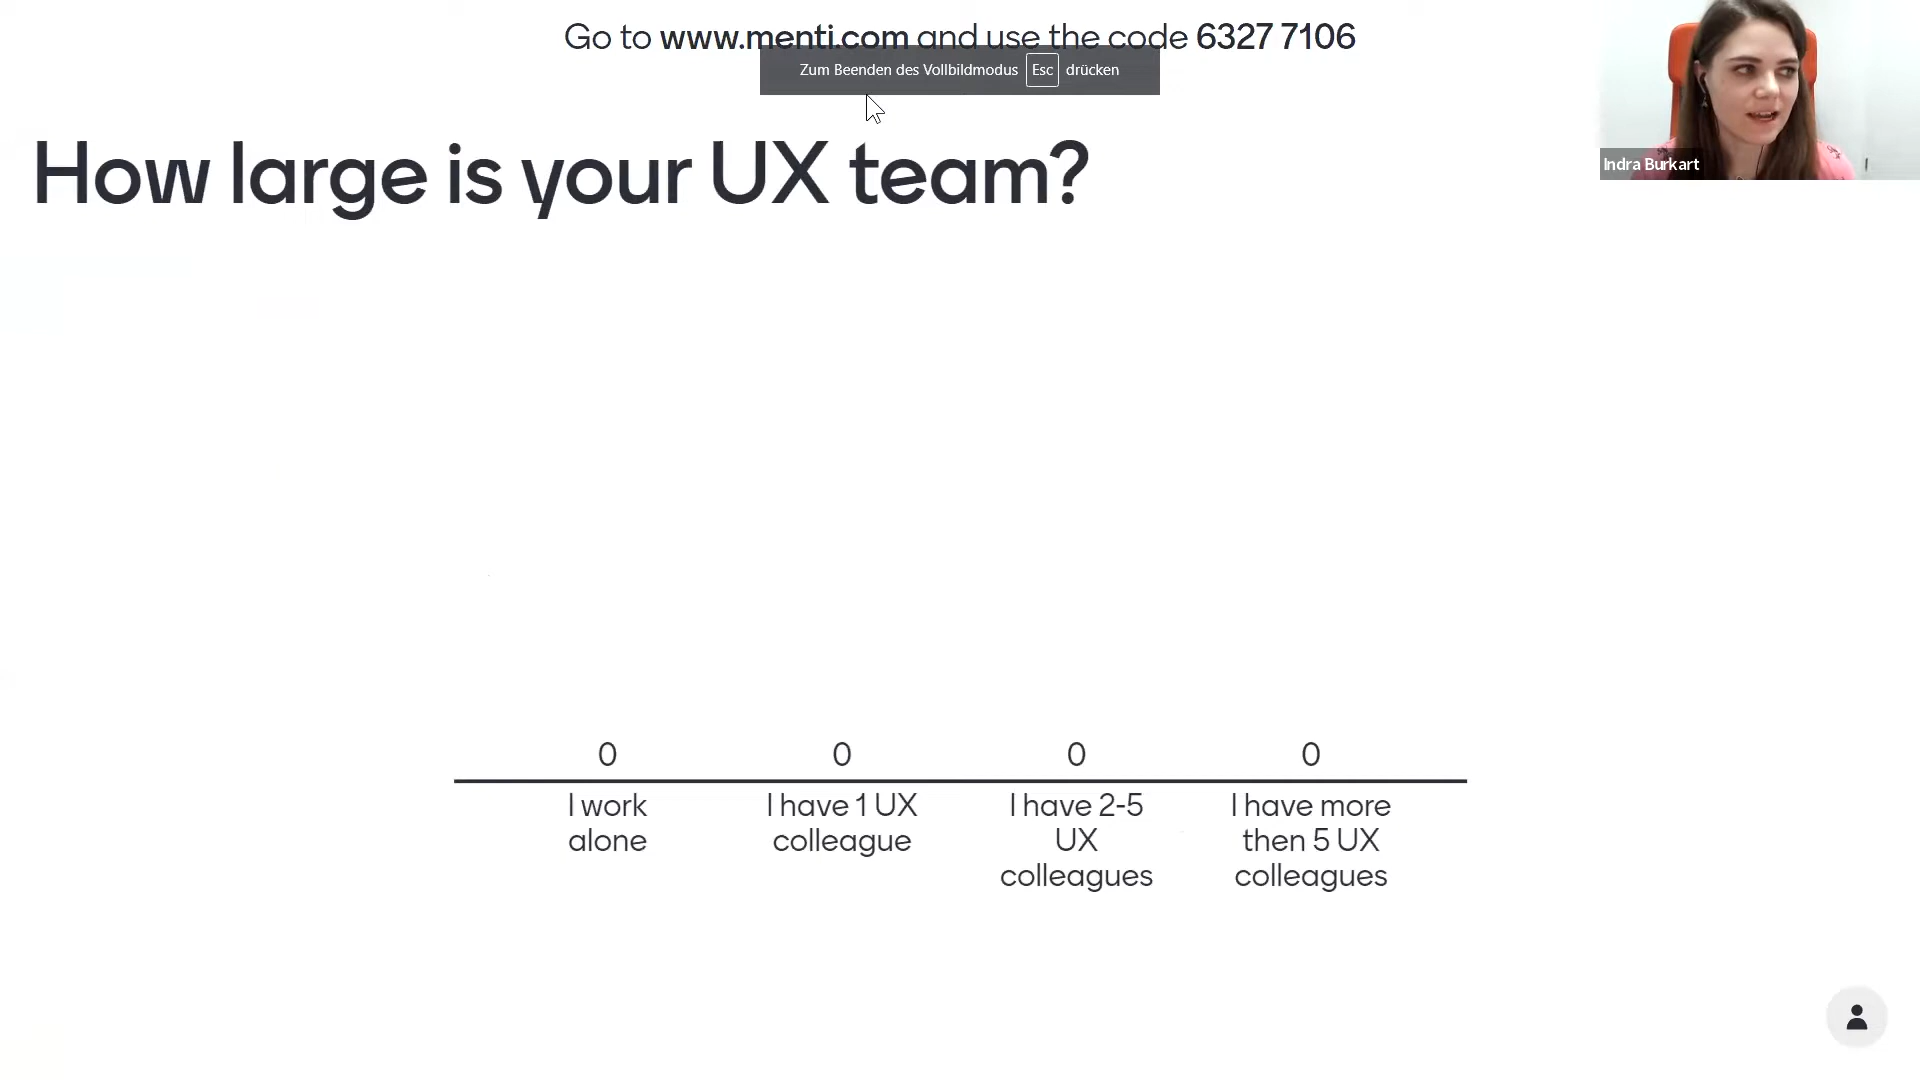 Go to www.menti.com and use the code 6327 7106
Zum Beenden des Vollbildmodus Esc drücken
Indra Burkart
How large is your UX team?
0
0
0
0
I work
alone
I have 1 UX
colleague
I have 2-5
UX
colleagues
I have more
then 5 UX
colleagues